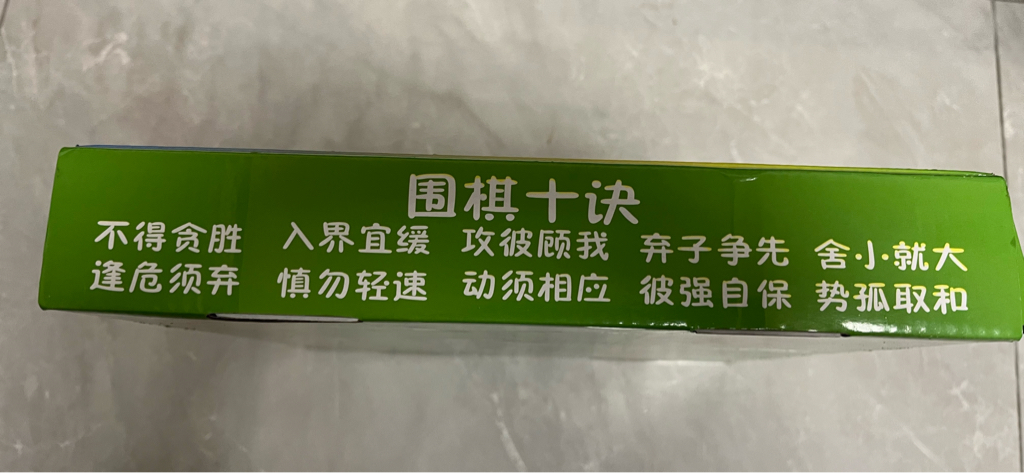 围棋十诀
不得贪胜 入界宜缓 攻彼顾我 弃子争先 舍小就大
逢危须弃 慎勿轻速 动须相应 彼强自保 势孤取和